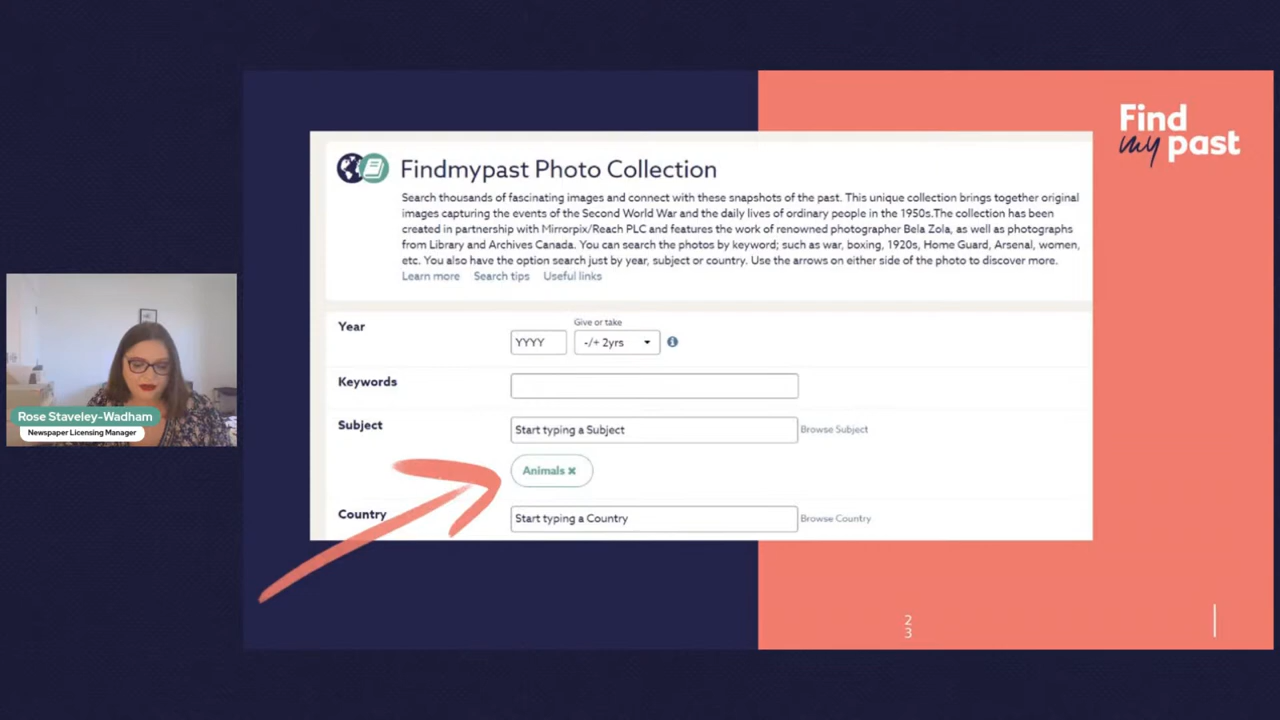 Find
my past
Findmypast Photo Collection
Search thousands of fascinating images and connect with these snapshots of the past. This unique collection brings together original
images capturing the events of the Second World War and the daily lives of ordinary people in the 1950s.The collection has been
created in partnership with Mirrorpix/Reach PLC and features the work of renowned photographer Bela Zola, as well as photographs
from Library and Archives Canada. You can search the photos by keyword; such as war, boxing, 1920s, Home Guard, Arsenal, women,
etc. You also have the option search just by year, subject or country. Use the arrows on either side of the photo to discover more.
Learn more Search tips Useful links
Give or take
Year YYYY -/+ 2yrs
Keywords
Subject Start typing a Subject Browse Subject
Animals ×
Country Start typing a Country Browse Country
Rose Staveley-Wadham
Newspaper Licensing Manager
2
3